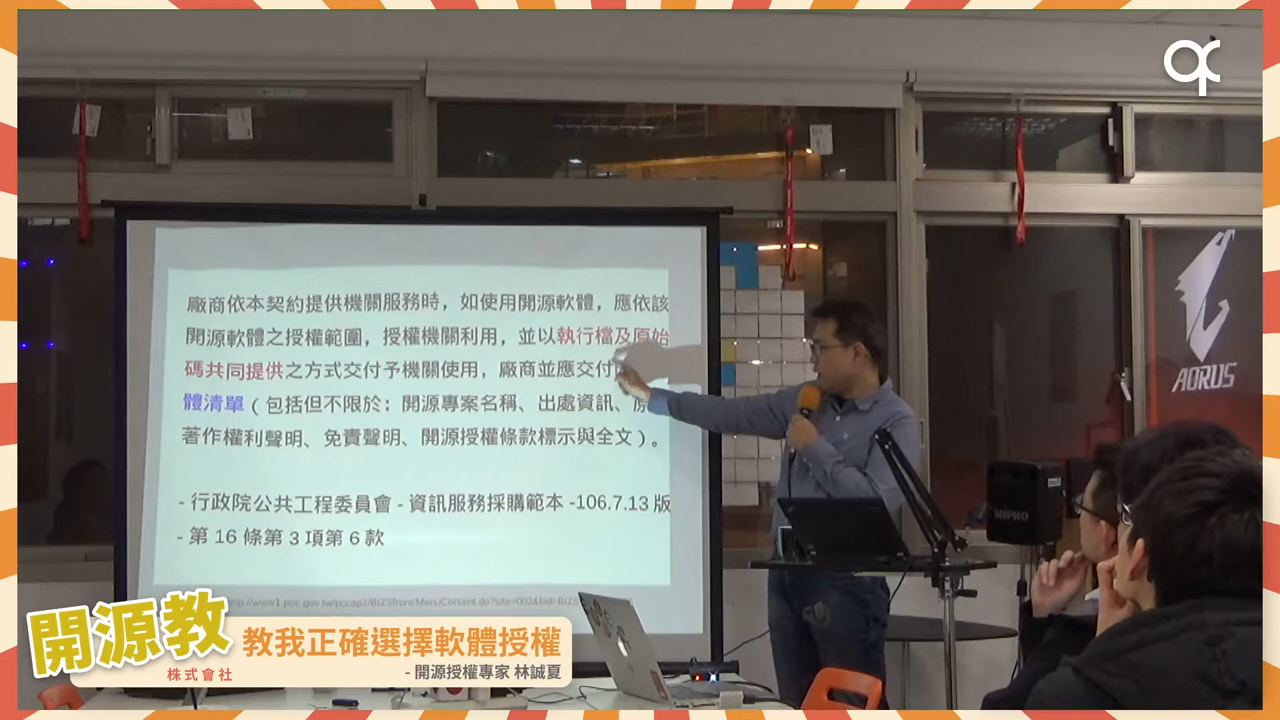 廠商依本契約提供機關服務時，如使用開源軟體，應依該
開源軟體之授權範圍，授權機關利用，並以執行檔及原始
碼共同提供之方式交付予機關使用，廠商並應交付
體清單（包括但不限於：開源專案名稱、出處資訊、原
著作權利聲明、免責聲明、開源授權條款標示與全文）。
- 行政院公共工程委員會 - 資訊服務採購範本 -106.7.13 版
- 第 16 條第 3 項第 6 款
AORUS
MIPRO
開源教
株式會社
教我正確選擇軟體授權
- 開源授權專家 林誠夏